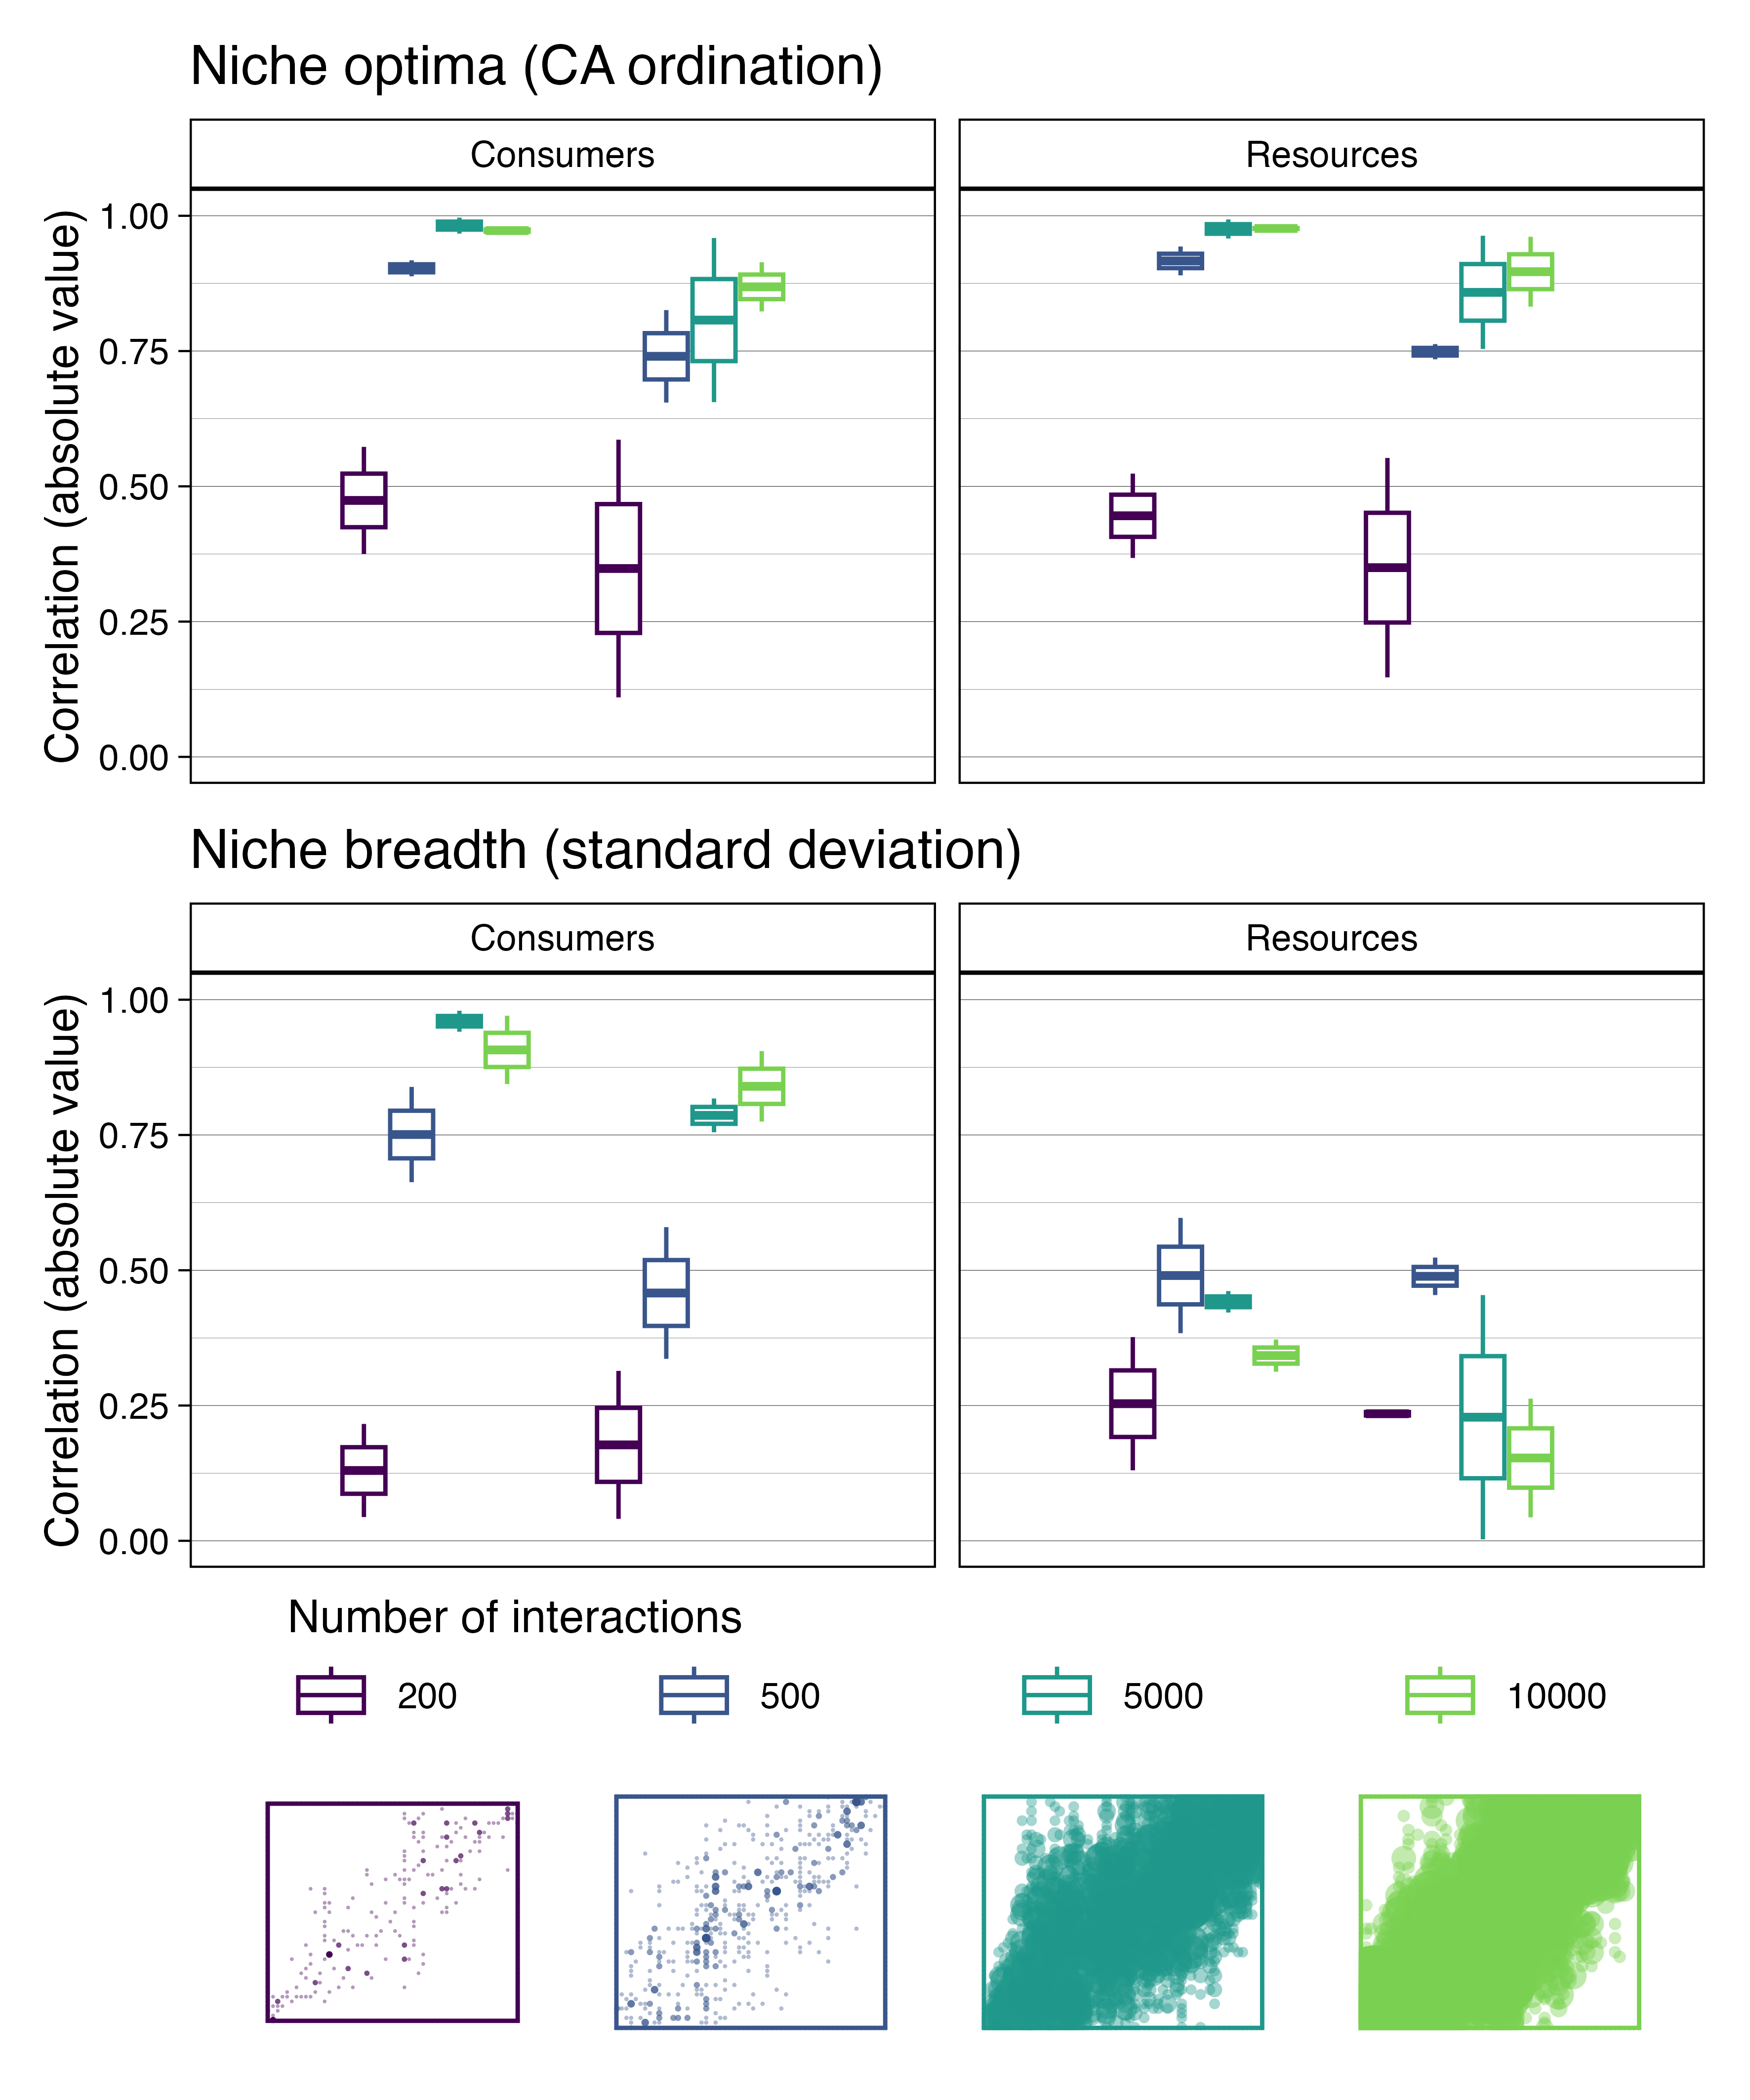 Niche optima (CA ordination)
Consumers
Resources
Correlation (absolute value)
1.00
0.75
0.50
0.25
0.00
Niche breadth (standard deviation)
Consumers
Resources
Correlation (absolute value)
1.00
0.75
0.50
0.25
0.00
Number of interactions
200
500
5000
10000